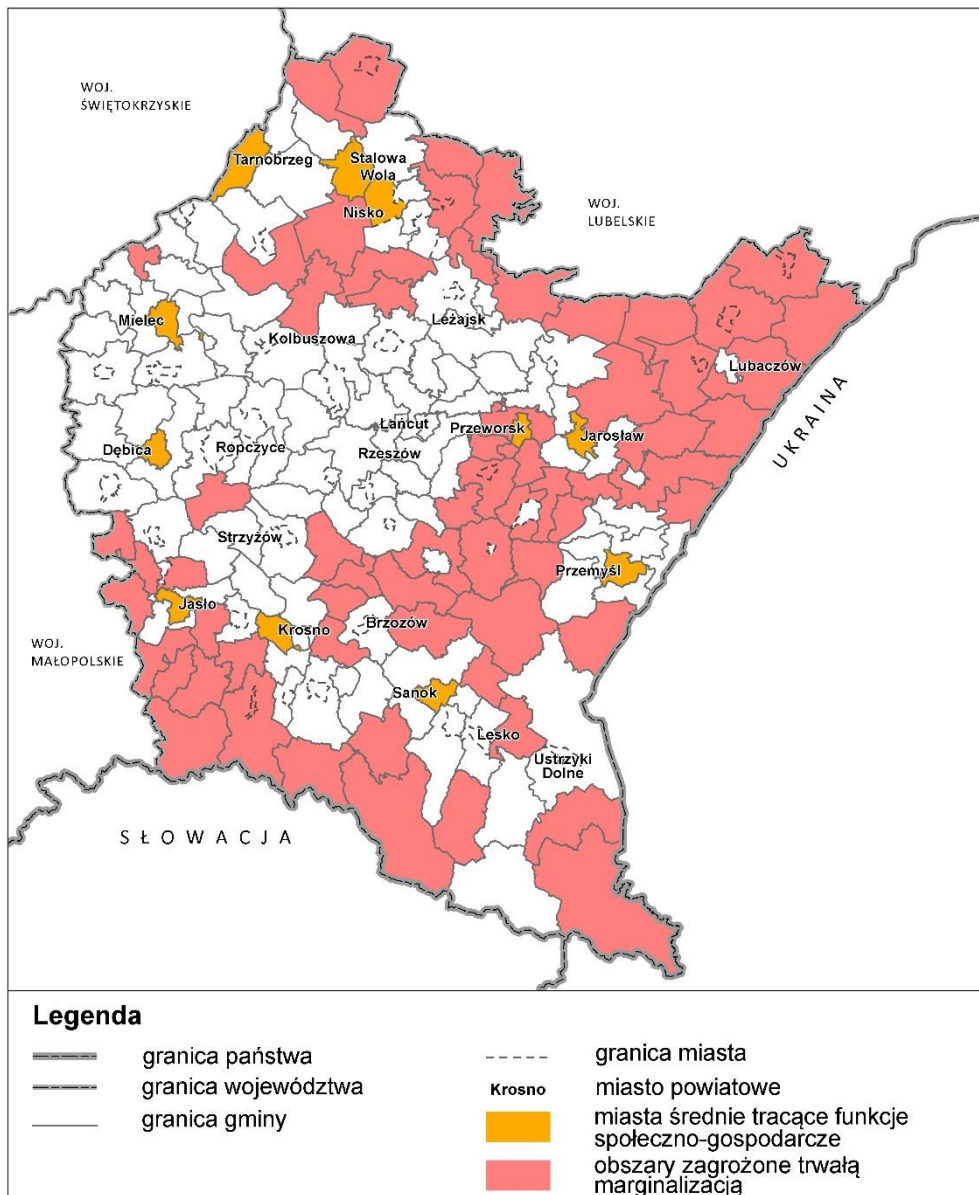 WOJ.
ŚWIĘTOKRZYSKIE
Tarnobrzeg
Stalowa
Wola
Nisko
WOJ.
LUBELSKIE
Mielec
Kolbuszowa
Leżajsk
Lubaczów
Dębica
Ropczyce
Łańcut
Rzeszów
Przeworsk
Jarosław
UKRAINA
Strzyżów
Przemyśl
Jasło
Krosno
Brzozów
WOJ.
MAŁOPOLSKIE
Sanok
Lesko
Ustrzyki
Dolne
SŁOWACJA
Legenda
granica państwa
granica województwa
granica gminy
granica miasta
Krosno miasto powiatowe
miasta średnie tracące funkcje
społeczno-gospodarcze
obszary zagrożone trwałą
marginalizacją